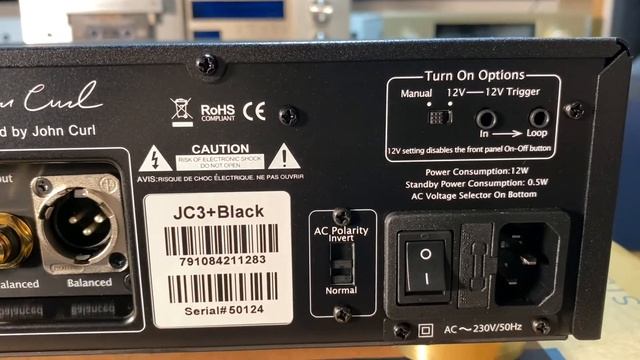 Curl
d by John Curl
RoHS
COMPLIANT
CE
CAUTION
RISK OF ELECTRONIC SHOCK
DO NOT OPEN
AVIS:RISQUE DE CHOC ÉLECTRIQUE. NE PAS OUVRIR
Turn On Options
Manual 12V—12V Trigger
In → Loop
12V setting disables the front panel On-Off button
Power Consumption:12W
Standby Power Consumption: 0.5W
AC Voltage Selector On Bottom
put
alanced
Balanced
JC3+Black
791084211283
Serial# 50124
AC Polarity
Invert
Normal
O
I
AC ~ 230V/50Hz